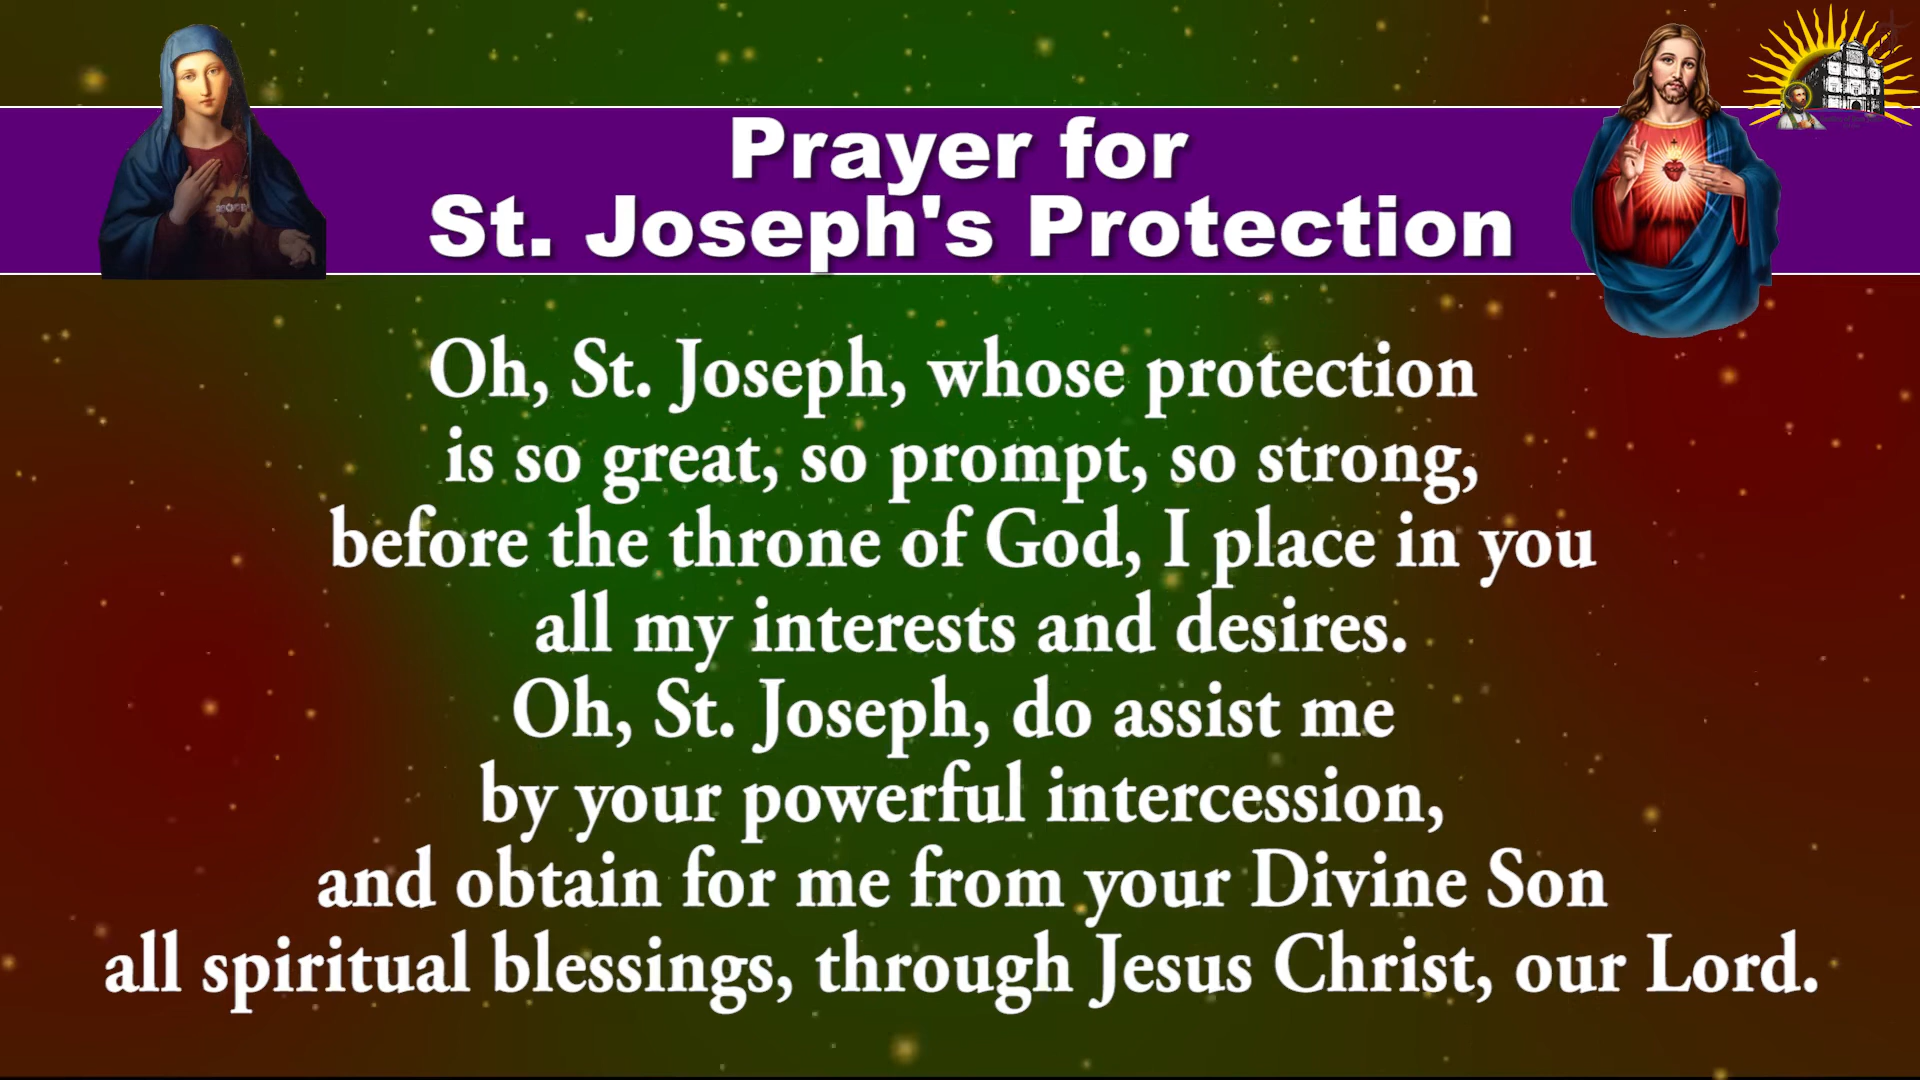 Prayer for
St. Joseph's Protection
Oh, St. Joseph, whose protection
is so great, so prompt, so strong,
before the throne of God, I place in you
all my interests and desires.
Oh, St. Joseph, do assist me
by your powerful intercession,
and obtain for me from your Divine Son
all spiritual blessings, through Jesus Christ, our Lord.